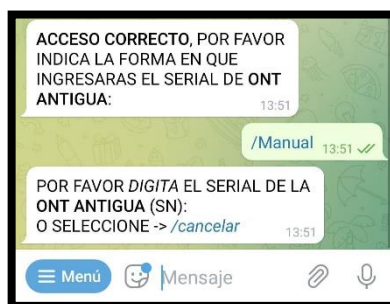 ACCESO CORRECTO, POR FAVOR
INDICA LA FORMA EN QUE
INGRESARAS EL SERIAL DE ONT
ANTIGUA:
13:51
/Manual 13:51
POR FAVOR DIGITA EL SERIAL DE LA
ONT ANTIGUA (SN):
O SELECCIONE -> /cancelar
13:51
Menú Mensaje